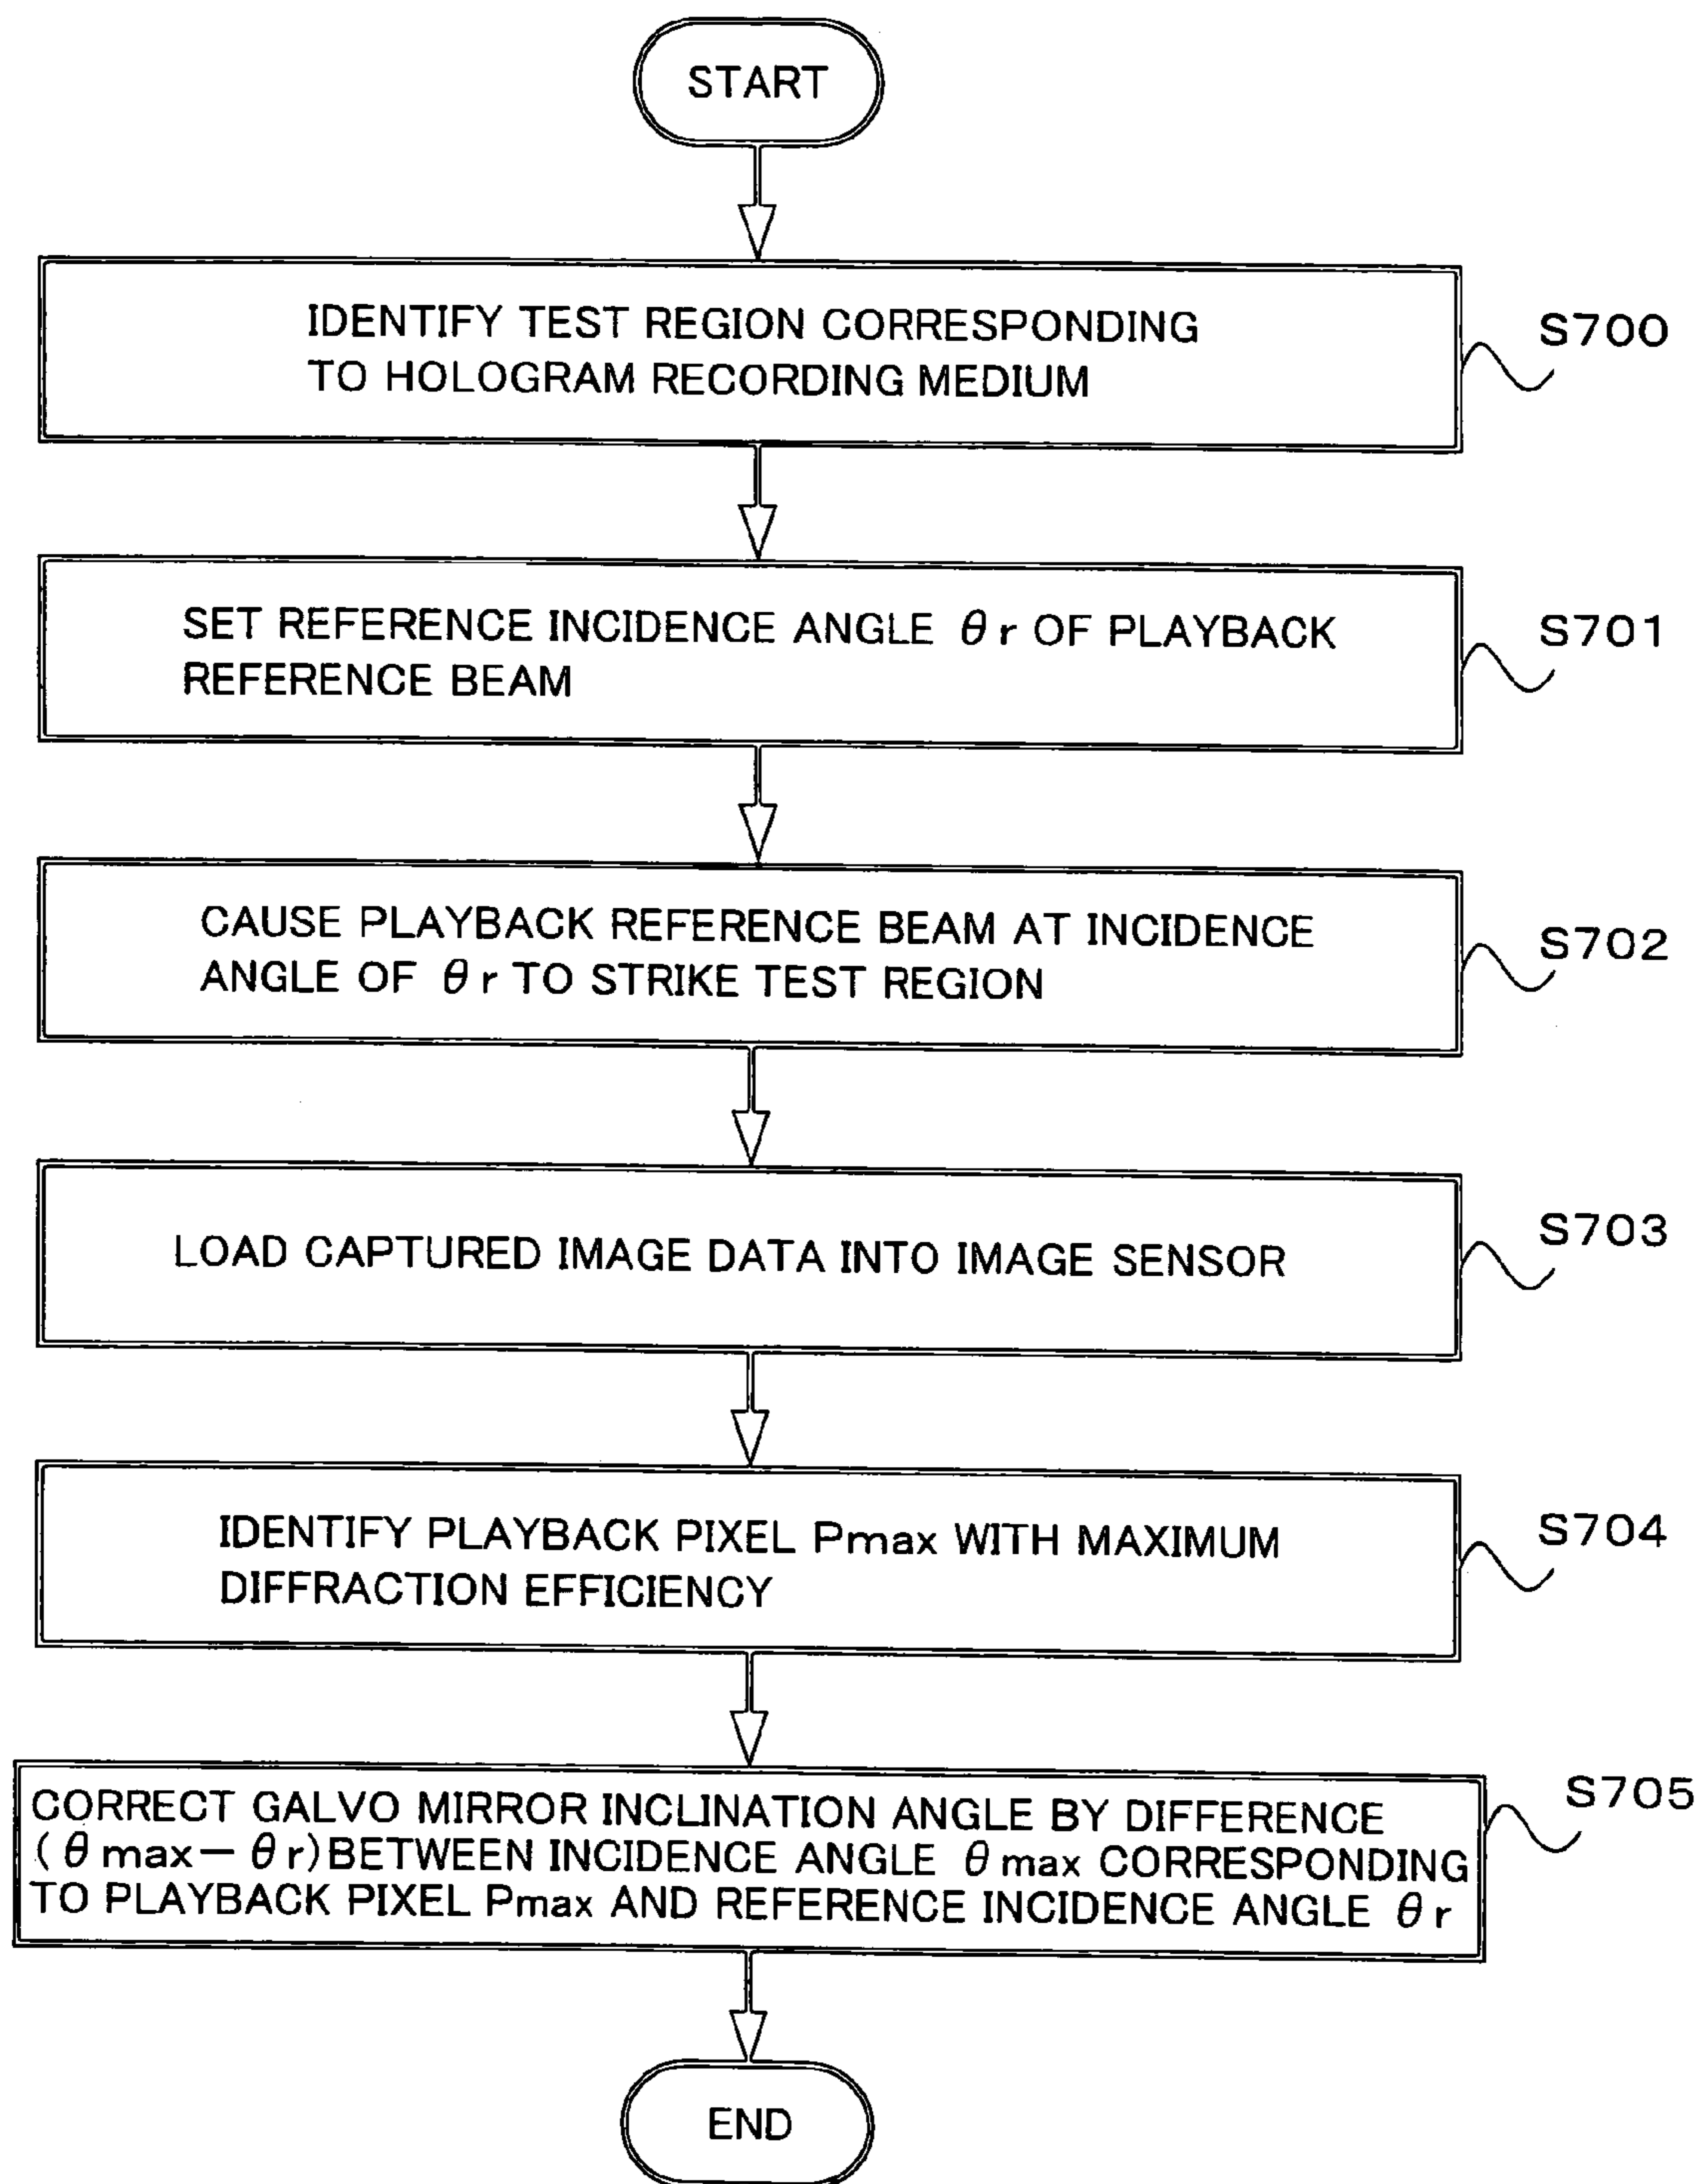 START
IDENTIFY TEST REGION CORRESPONDING
TO HOLOGRAM RECORDING MEDIUM
S700
SET REFERENCE INCIDENCE ANGLE θr OF PLAYBACK
REFERENCE BEAM
S701
CAUSE PLAYBACK REFERENCE BEAM AT INCIDENCE
ANGLE OF θr TO STRIKE TEST REGION
S702
LOAD CAPTURED IMAGE DATA INTO IMAGE SENSOR
S703
IDENTIFY PLAYBACK PIXEL Pmax WITH MAXIMUM
DIFFRACTION EFFICIENCY
S704
CORRECT GALVO MIRROR INCLINATION ANGLE BY DIFFERENCE
(θmax－θr)BETWEEN INCIDENCE ANGLE θmax CORRESPONDING
TO PLAYBACK PIXEL Pmax AND REFERENCE INCIDENCE ANGLE θr
S705
END